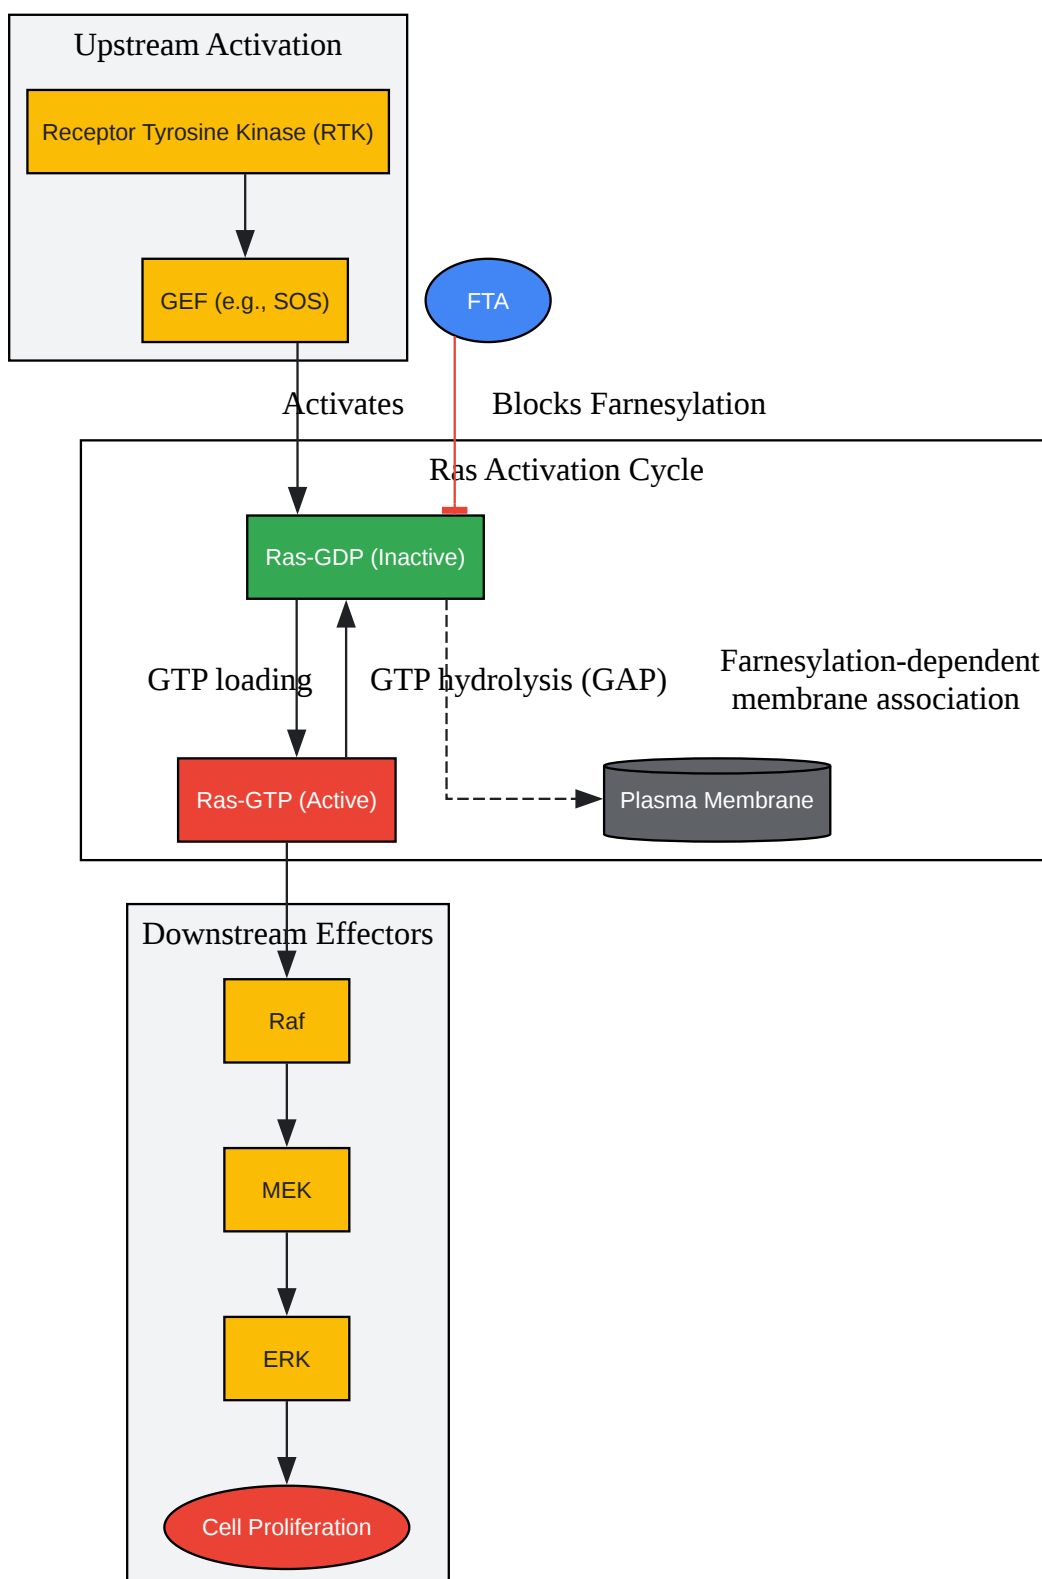 Upstream Activation
Receptor Tyrosine Kinase (RTK)
GEF (e.g., SOS)
FTA
Activates
Blocks Farnesylation
Ras Activation Cycle
Ras-GDP (Inactive)
GTP loading
GTP hydrolysis (GAP)
Farnesylation-dependent
membrane association
Ras-GTP (Active)
Plasma Membrane
Downstream Effectors
Raf
MEK
ERK
Cell Proliferation